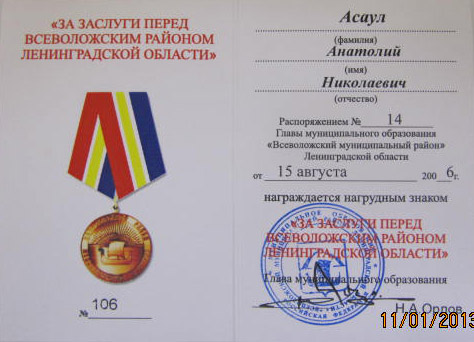 «ЗА ЗАСЛУГИ ПЕРЕД
ВСЕВОЛОЖСКИМ РАЙОНОМ
ЛЕНИНГРАДСКОЙ ОБЛАСТИ»
№ 106
Асаул
(фамилия)
Анатолий
(имя)
Николаевич
(отчество)
Распоряжением № 14
Главы муниципального образования
«Всеволожский муниципальный район»
Ленинградской области
от 15 августа 2006г.
награждается нагрудным знаком
«ЗА ЗАСЛУГИ ПЕРЕД
ВСЕВОЛОЖСКИМ РАЙОНОМ
ЛЕНИНГРАДСКОЙ ОБЛАСТИ»
Глава муниципального образования
Н.А.Орлов
11/01/2013